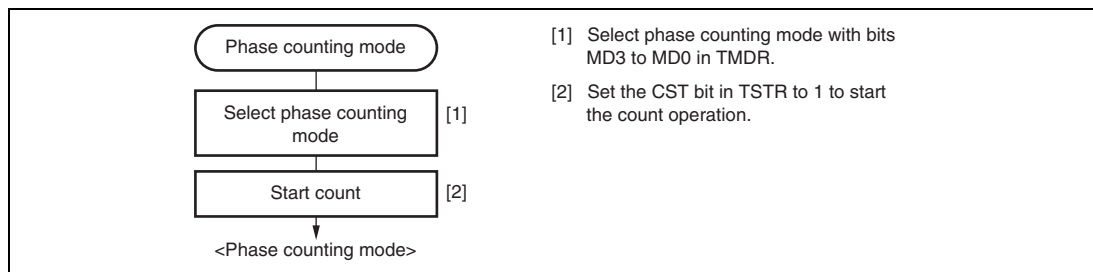 Phase counting mode
Select phase counting
mode
[1]
Start count
[2]
<Phase counting mode>
[1] Select phase counting mode with bits
MD3 to MD0 in TMDR.
[2] Set the CST bit in TSTR to 1 to start
the count operation.